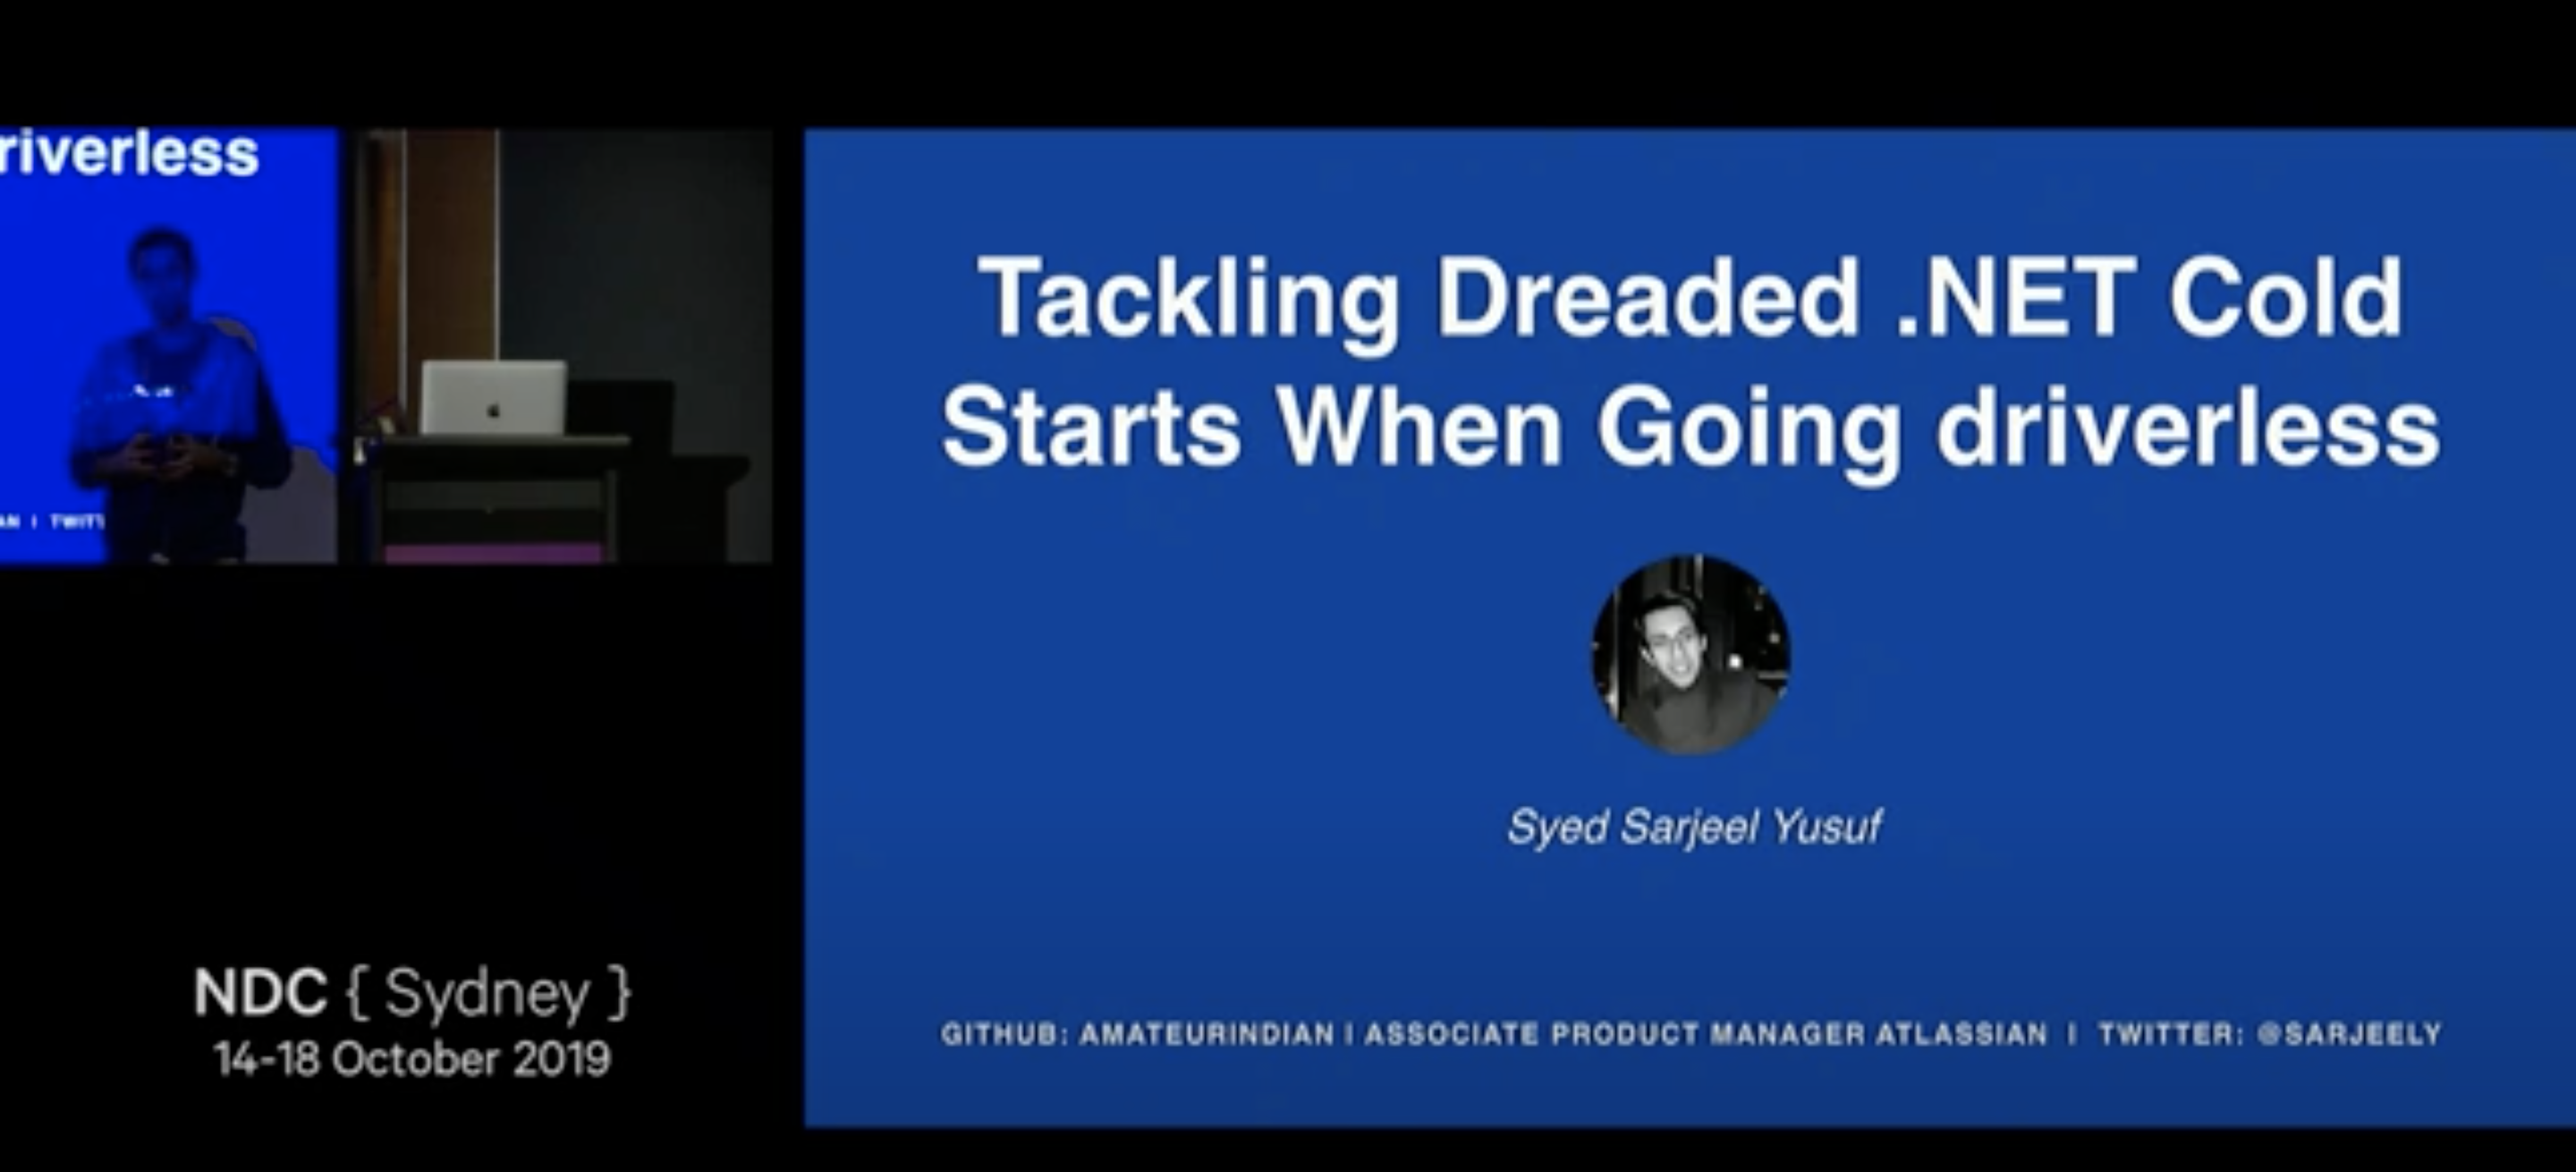 riverless
AN | TWITT
Tackling Dreaded .NET Cold
Starts When Going driverless
Syed Sarjeel Yusuf
GITHUB: AMATEURINDIAN | ASSOCIATE PRODUCT MANAGER ATLASSIAN | TWITTER: @SARJEELY
NDC { Sydney }
14-18 October 2019